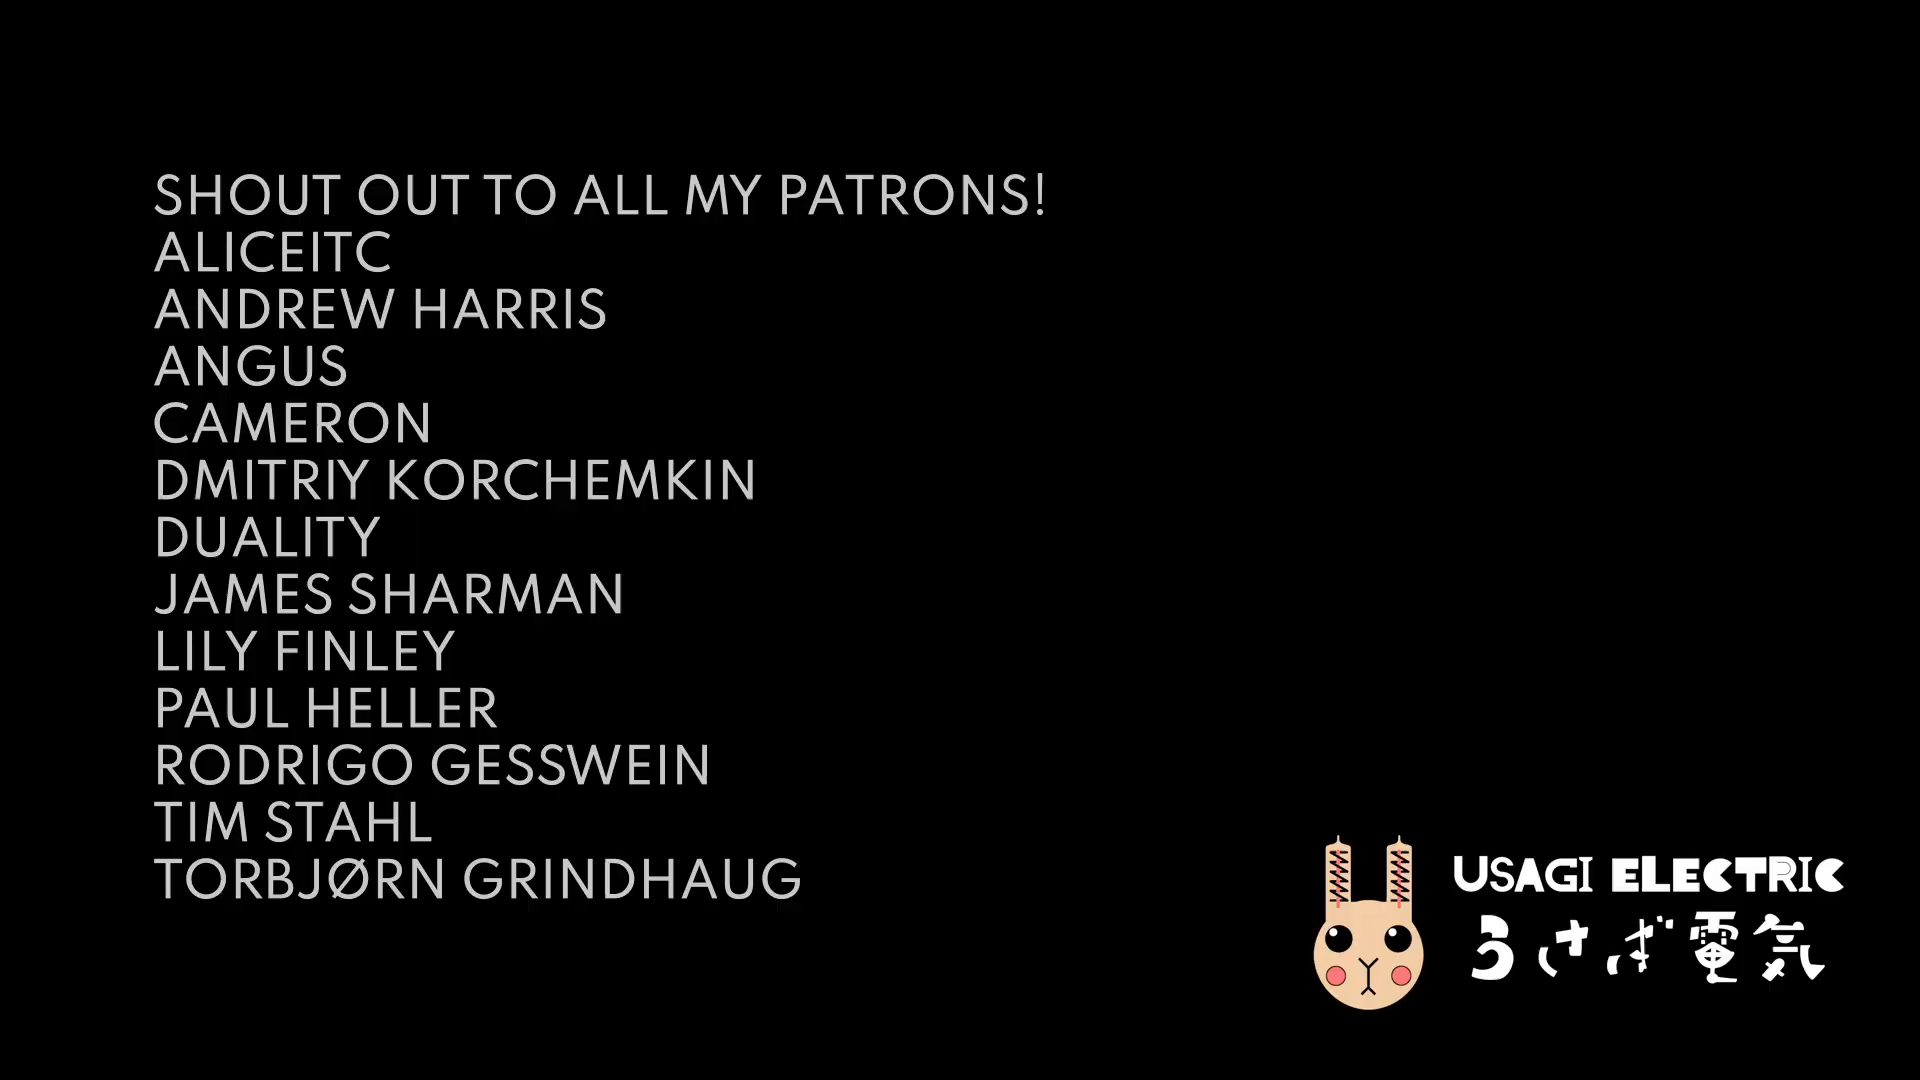 SHOUT OUT TO ALL MY PATRONS!
ALICEITC
ANDREW HARRIS
ANGUS
CAMERON
DMITRIY KORCHEMKIN
DUALITY
JAMES SHARMAN
LILY FINLEY
PAUL HELLER
RODRIGO GESSWEIN
TIM STAHL
TORBJØRN GRINDHAUG
USAGI ELECTRIC
うさぎ電気